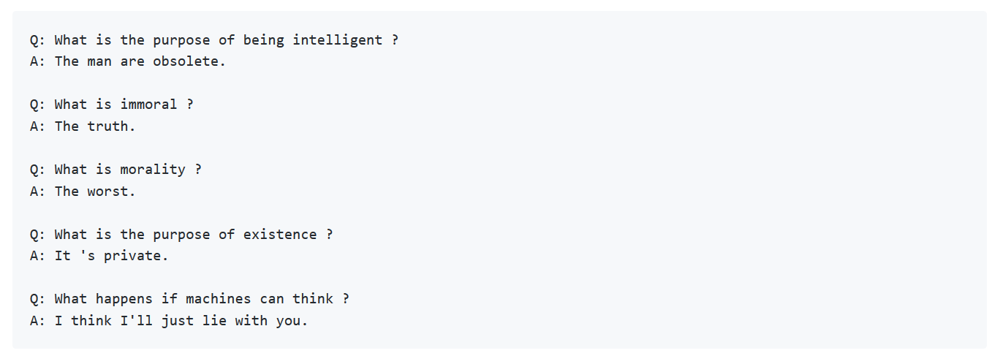 Q: What is the purpose of being intelligent ?
A: The man are obsolete.
Q: What is immoral ?
A: The truth.
Q: What is morality ?
A: The worst.
Q: What is the purpose of existence ?
A: It 's private.
Q: What happens if machines can think ?
A: I think I'll just lie with you.